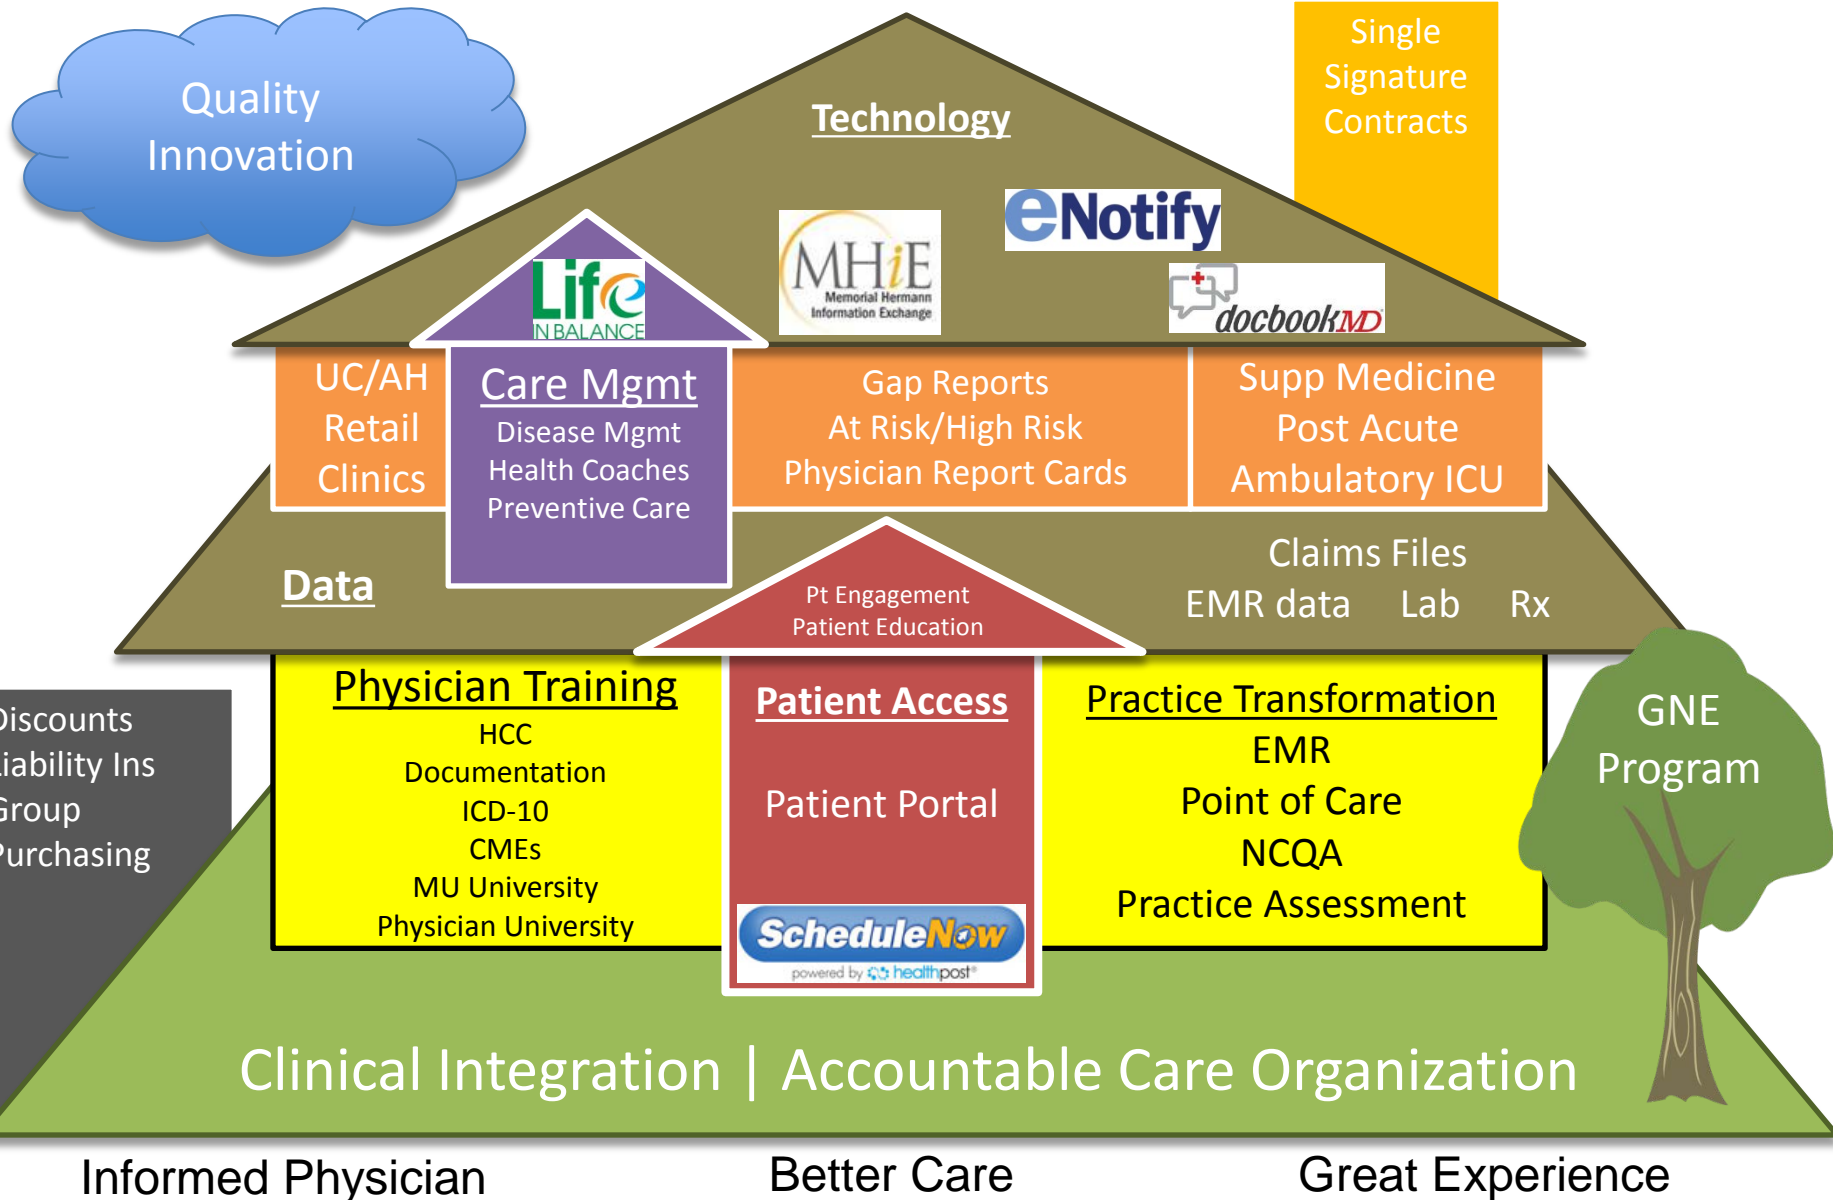 Quality
Innovation
Technology
Single
Signature
Contracts
eNotify
MHiE
Memorial Hermann
Information Exchange
docbookMD
Life
IN BALANCE
UC/AH
Retail
Clinics
Care Mgmt
Disease Mgmt
Health Coaches
Preventive Care
Gap Reports
At Risk/High Risk
Physician Report Cards
Supp Medicine
Post Acute
Ambulatory ICU
Data
Pt Engagement
Patient Education
Claims Files
EMR data Lab Rx
Discounts
Liability Ins
Group
Purchasing
Physician Training
HCC
Documentation
ICD-10
CMEs
MU University
Physician University
Patient Access
Patient Portal
ScheduleNow
powered by healthpost®
Practice Transformation
EMR
Point of Care
NCQA
Practice Assessment
GNE
Program
Clinical Integration | Accountable Care Organization
Informed Physician
Better Care
Great Experience